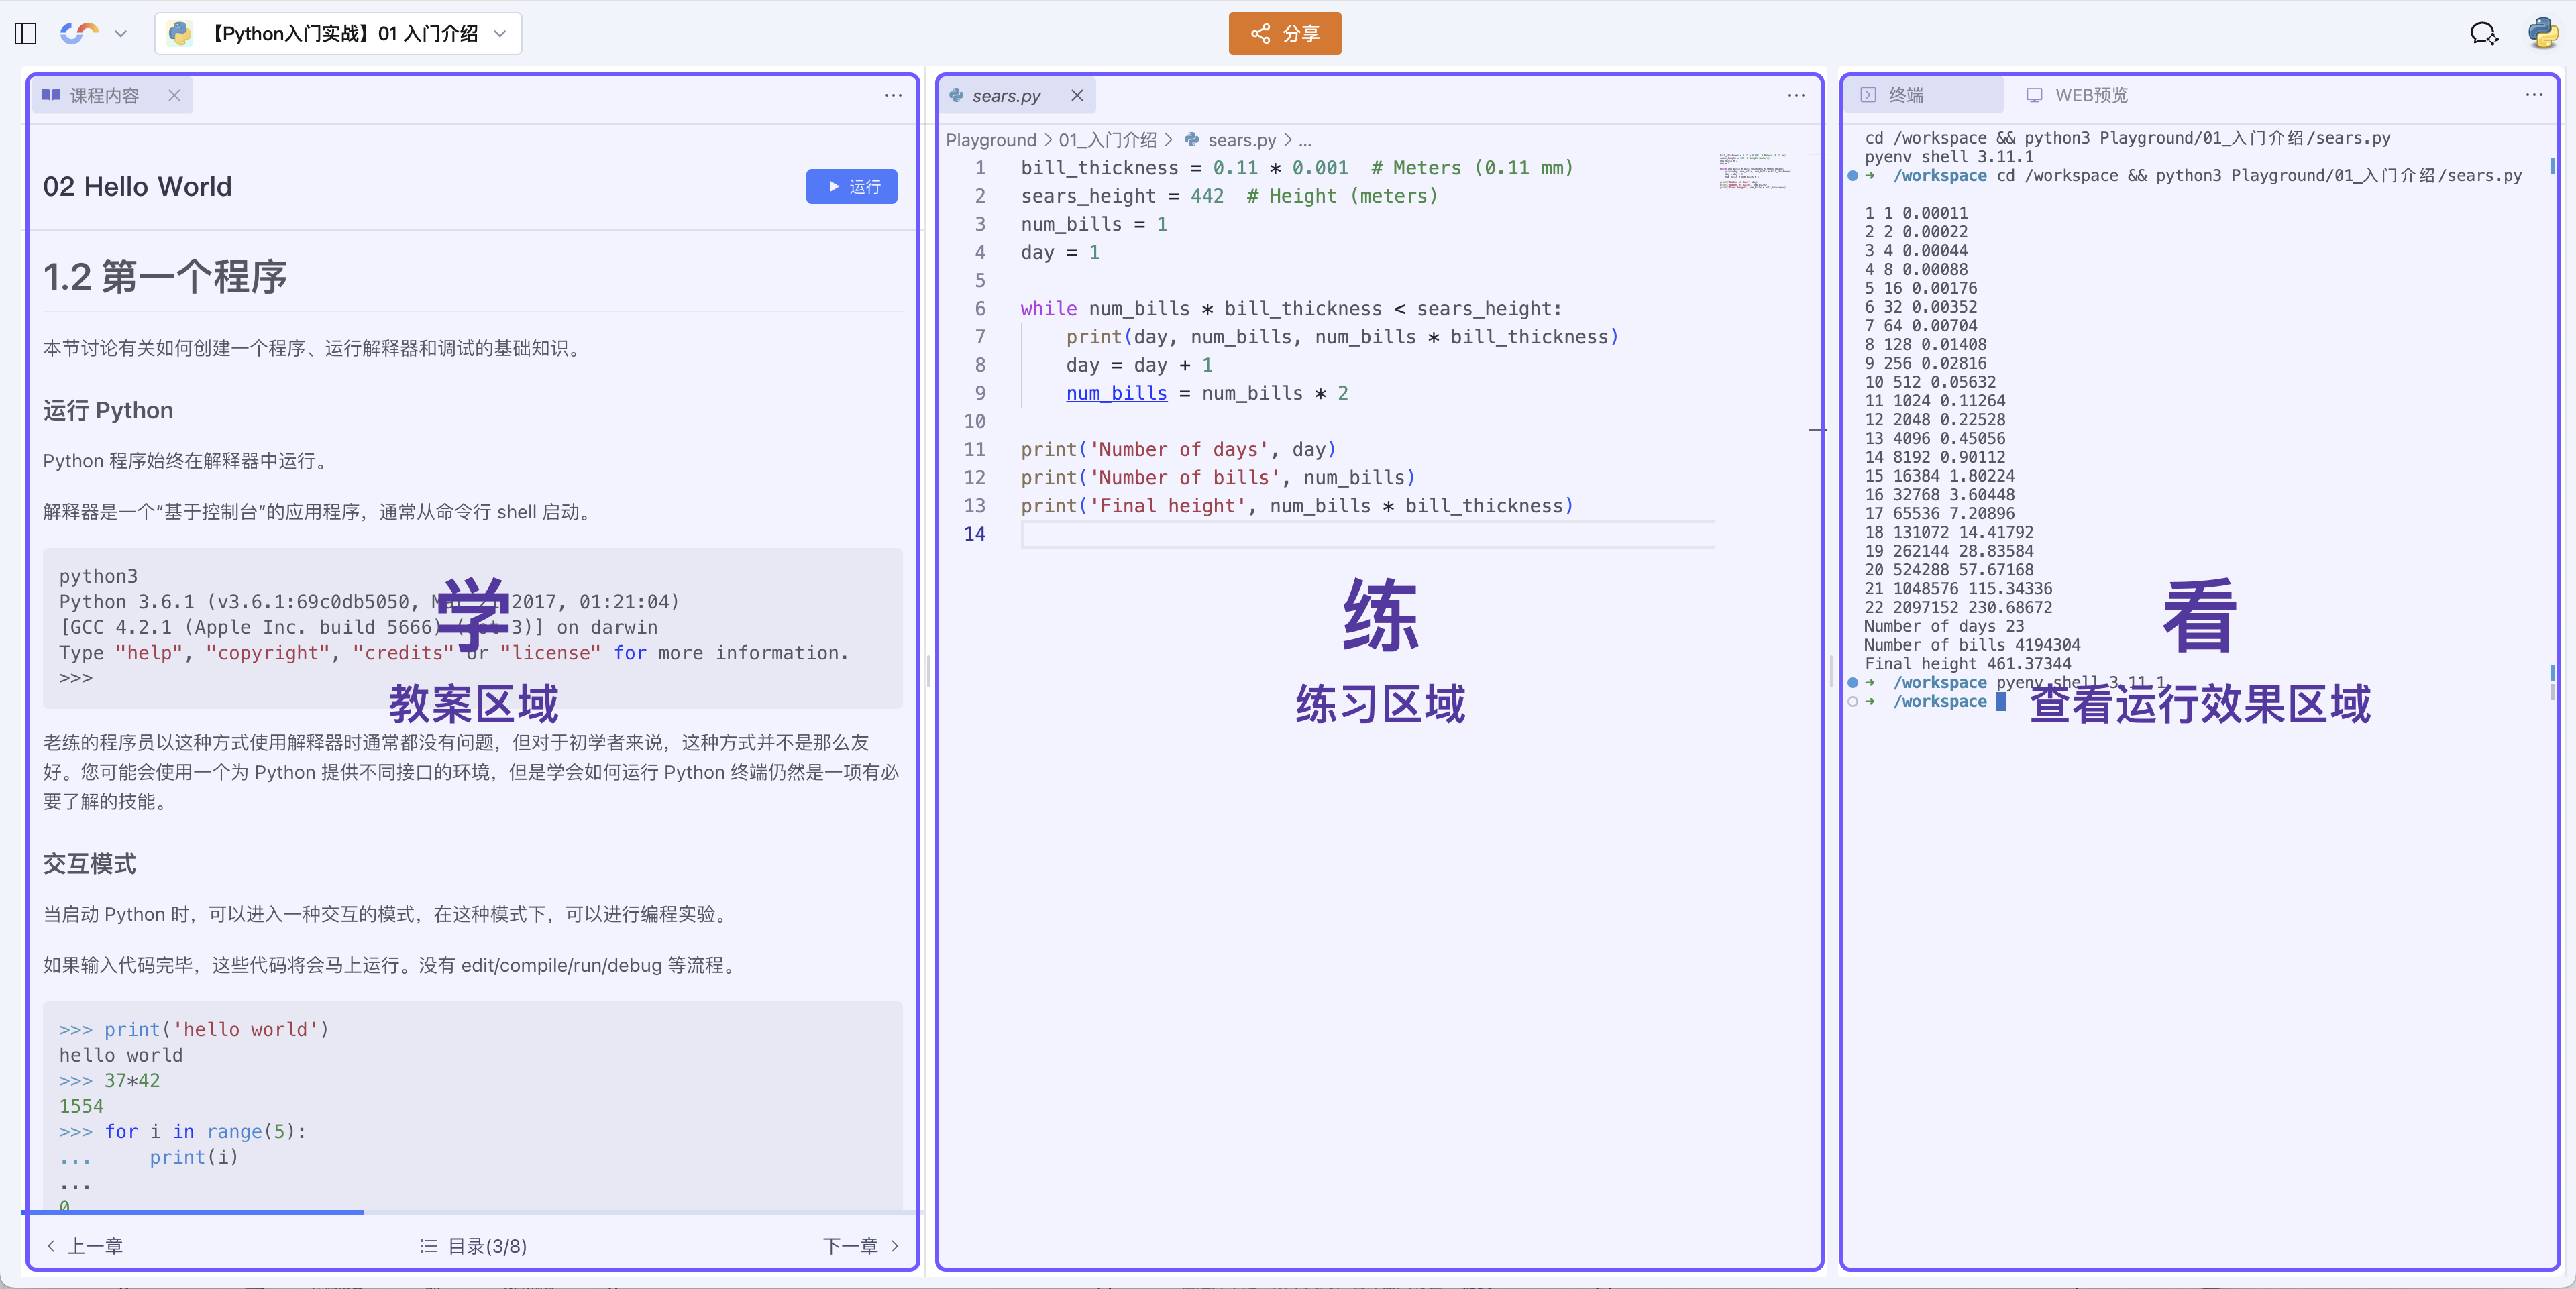 【Python入门实战】01 入门介绍
分享
课程内容
02 Hello World
运行
1.2 第一个程序
本节讨论有关如何创建一个程序、运行解释器和调试的基础知识。
运行 Python
Python 程序始终在解释器中运行。
解释器是一个“基于控制台”的应用程序，通常从命令行 shell 启动。
python3
Python 3.6.1 (v3.6.1:69c0db5050, Mar 21 2017, 01:21:04)
[GCC 4.2.1 (Apple Inc. build 5666) (dot 3)] on darwin
Type "help", "copyright", "credits" or "license" for more information.
>>>
学
教案区域
老练的程序员以这种方式使用解释器时通常都没有问题，但对于初学者来说，这种方式并不是那么友
好。您可能会使用一个为 Python 提供不同接口的环境，但是学会如何运行 Python 终端仍然是一项有必
要了解的技能。
交互模式
当启动 Python 时，可以进入一种交互的模式，在这种模式下，可以进行编程实验。
如果输入代码完毕，这些代码将会马上运行。没有 edit/compile/run/debug 等流程。
>>> print('hello world')
hello world
>>> 37*42
1554
>>> for i in range(5):
...     print(i)
...
0
上一章
目录(3/8)
下一章
sears.py
Playground > 01_入门介绍 > sears.py > ...
1 bill_thickness = 0.11 * 0.001  # Meters (0.11 mm)
2 sears_height = 442  # Height (meters)
3 num_bills = 1
4 day = 1
5
6 while num_bills * bill_thickness < sears_height:
7     print(day, num_bills, num_bills * bill_thickness)
8     day = day + 1
9     num_bills = num_bills * 2
10
11 print('Number of days', day)
12 print('Number of bills', num_bills)
13 print('Final height', num_bills * bill_thickness)
14
练
练习区域
终端
WEB预览
cd /workspace && python3 Playground/01_入门介绍/sears.py
pyenv shell 3.11.1
➜  /workspace cd /workspace && python3 Playground/01_入门介绍/sears.py
1 1 0.00011
2 2 0.00022
3 4 0.00044
4 8 0.00088
5 16 0.00176
6 32 0.00352
7 64 0.00704
8 128 0.01408
9 256 0.02816
10 512 0.05632
11 1024 0.11264
12 2048 0.22528
13 4096 0.45056
14 8192 0.90112
15 16384 1.80224
16 32768 3.60448
17 65536 7.20896
18 131072 14.41792
19 262144 28.83584
20 524288 57.67168
21 1048576 115.34336
22 2097152 230.68672
Number of days 23
Number of bills 4194304
Final height 461.37344
➜  /workspace pyenv shell 3.11.1
➜  /workspace
看
查看运行效果区域